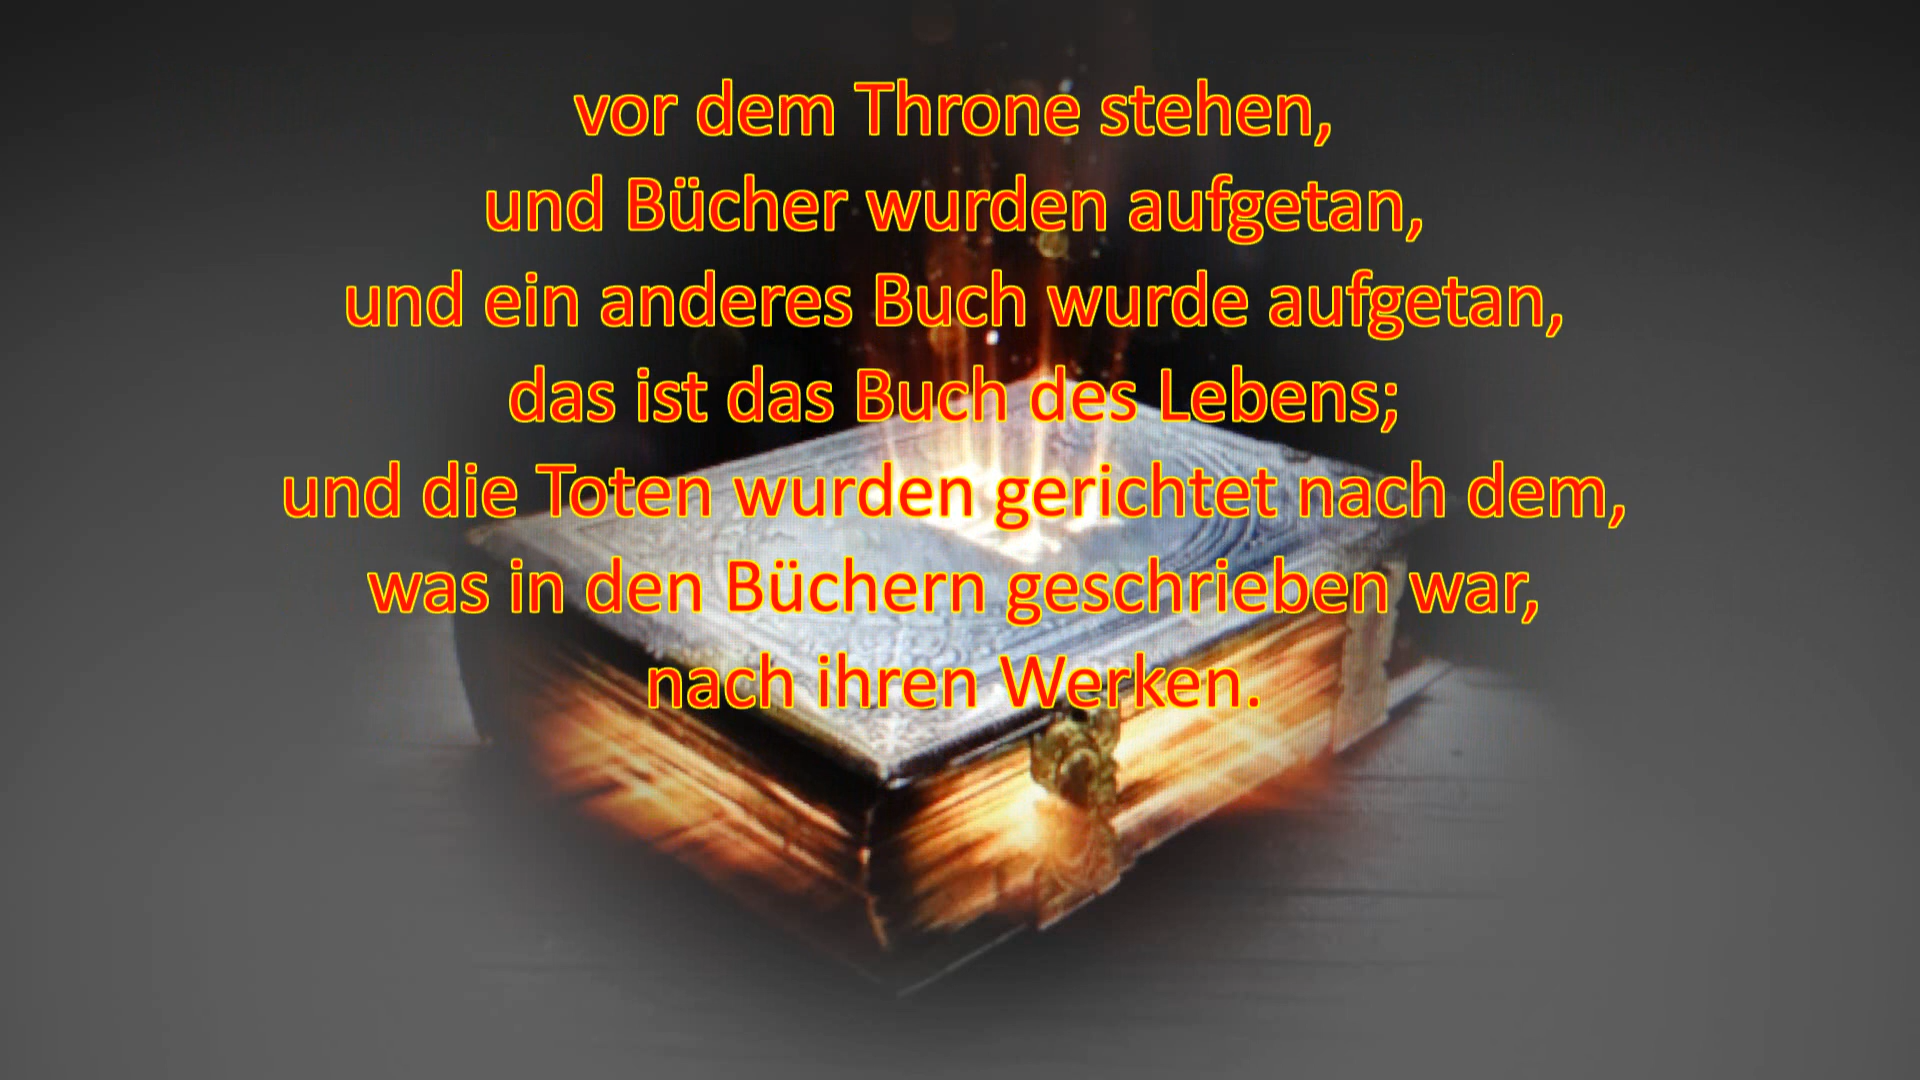 vor dem Throne stehen,
und Bücher wurden aufgetan,
und ein anderes Buch wurde aufgetan,
das ist das Buch des Lebens;
und die Toten wurden gerichtet nach dem,
was in den Büchern geschrieben war,
nach ihren Werken.